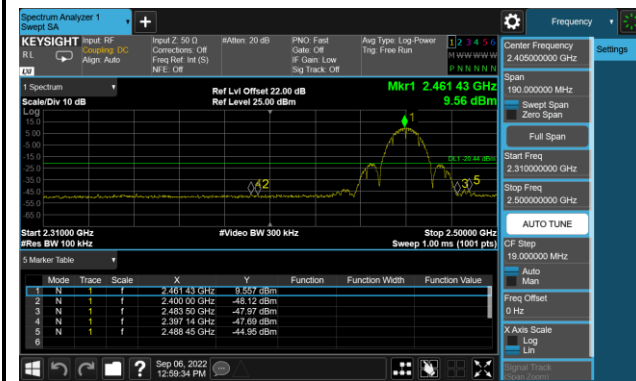 Spectrum Analyzer 1
Swept SA
Frequency
KEYSIGHT
RL
LXI
Input: RF
Coupling: DC
Align: Auto
Input Z: 50 Ω
Corrections: Off
Freq Ref: Int (S)
NFE: Off
#Atten: 20 dB
PNO: Fast
Gate: Off
IF Gain: Low
Sig Track: Off
Avg Type: Log-Power
Trig: Free Run
1 2 3 4 5 6
M W W W W W
P N N N N N
1 Spectrum
Scale/Div 10 dB
Ref Lvl Offset 22.00 dB
Ref Level 25.00 dBm
Mkr1 2.461 43 GHz
9.56 dBm
Log
15.0
5.00
-5.00
-15.0
-25.0
-35.0
-45.0
-55.0
-65.0
1
DL1 -20.44 dBm
Start 2.31000 GHz
#Res BW 100 kHz
#Video BW 300 kHz
Stop 2.50000 GHz
Sweep 1.00 ms (1001 pts)
5 Marker Table
Mode Trace Scale X Y Function Function Width Function Value
1 N 1 f 2.461 43 GHz 9.557 dBm
2 N 1 f 2.400 00 GHz -48.12 dBm
3 N 1 f 2.483 50 GHz -47.97 dBm
4 N 1 f 2.397 14 GHz -47.69 dBm
5 N 1 f 2.488 45 GHz -44.95 dBm
6
Sep 06, 2022
12:59:34 PM
Center Frequency
2.405000000 GHz
Settings
Span
190.000000 MHz
Swept Span
Zero Span
Full Span
Start Freq
2.310000000 GHz
Stop Freq
2.500000000 GHz
AUTO TUNE
CF Step
19.000000 MHz
Auto
Man
Freq Offset
0 Hz
X Axis Scale
Log
Lin
Signal Track
(Span Zoom)